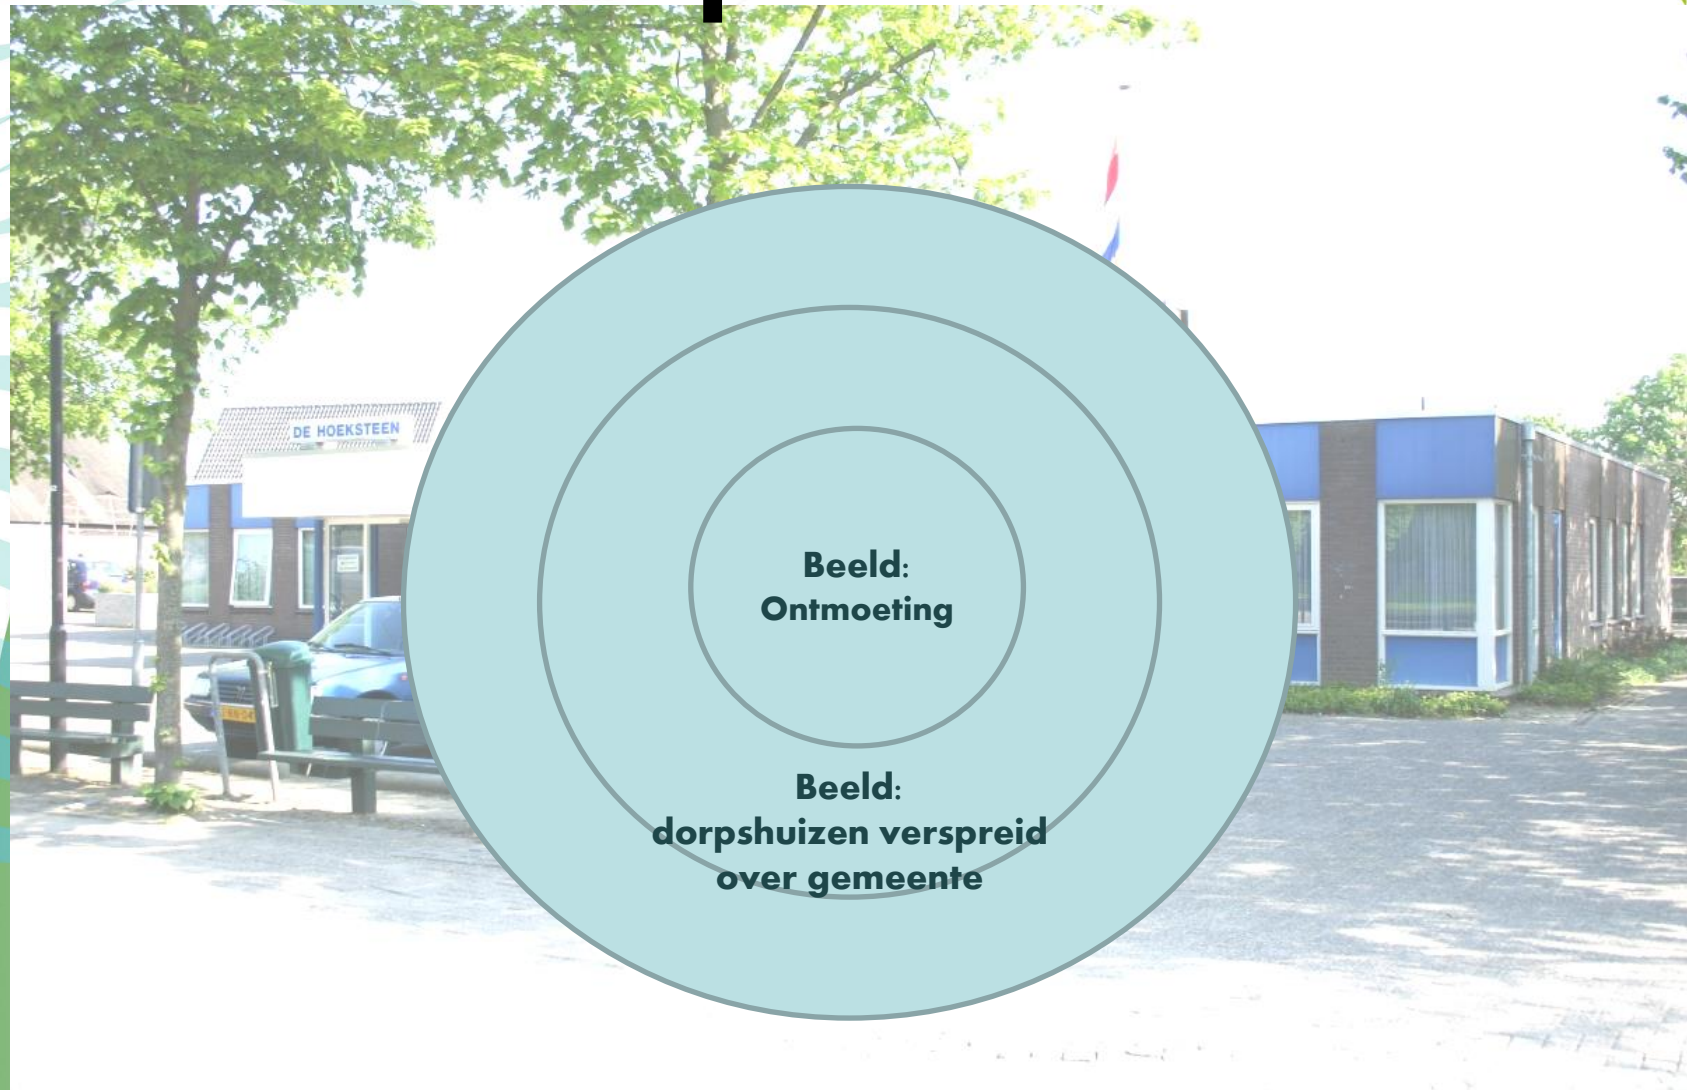 DE HOEKSTEEN
Beeld:
Ontmoeting
Beeld:
dorpshuizen verspreid
over gemeente